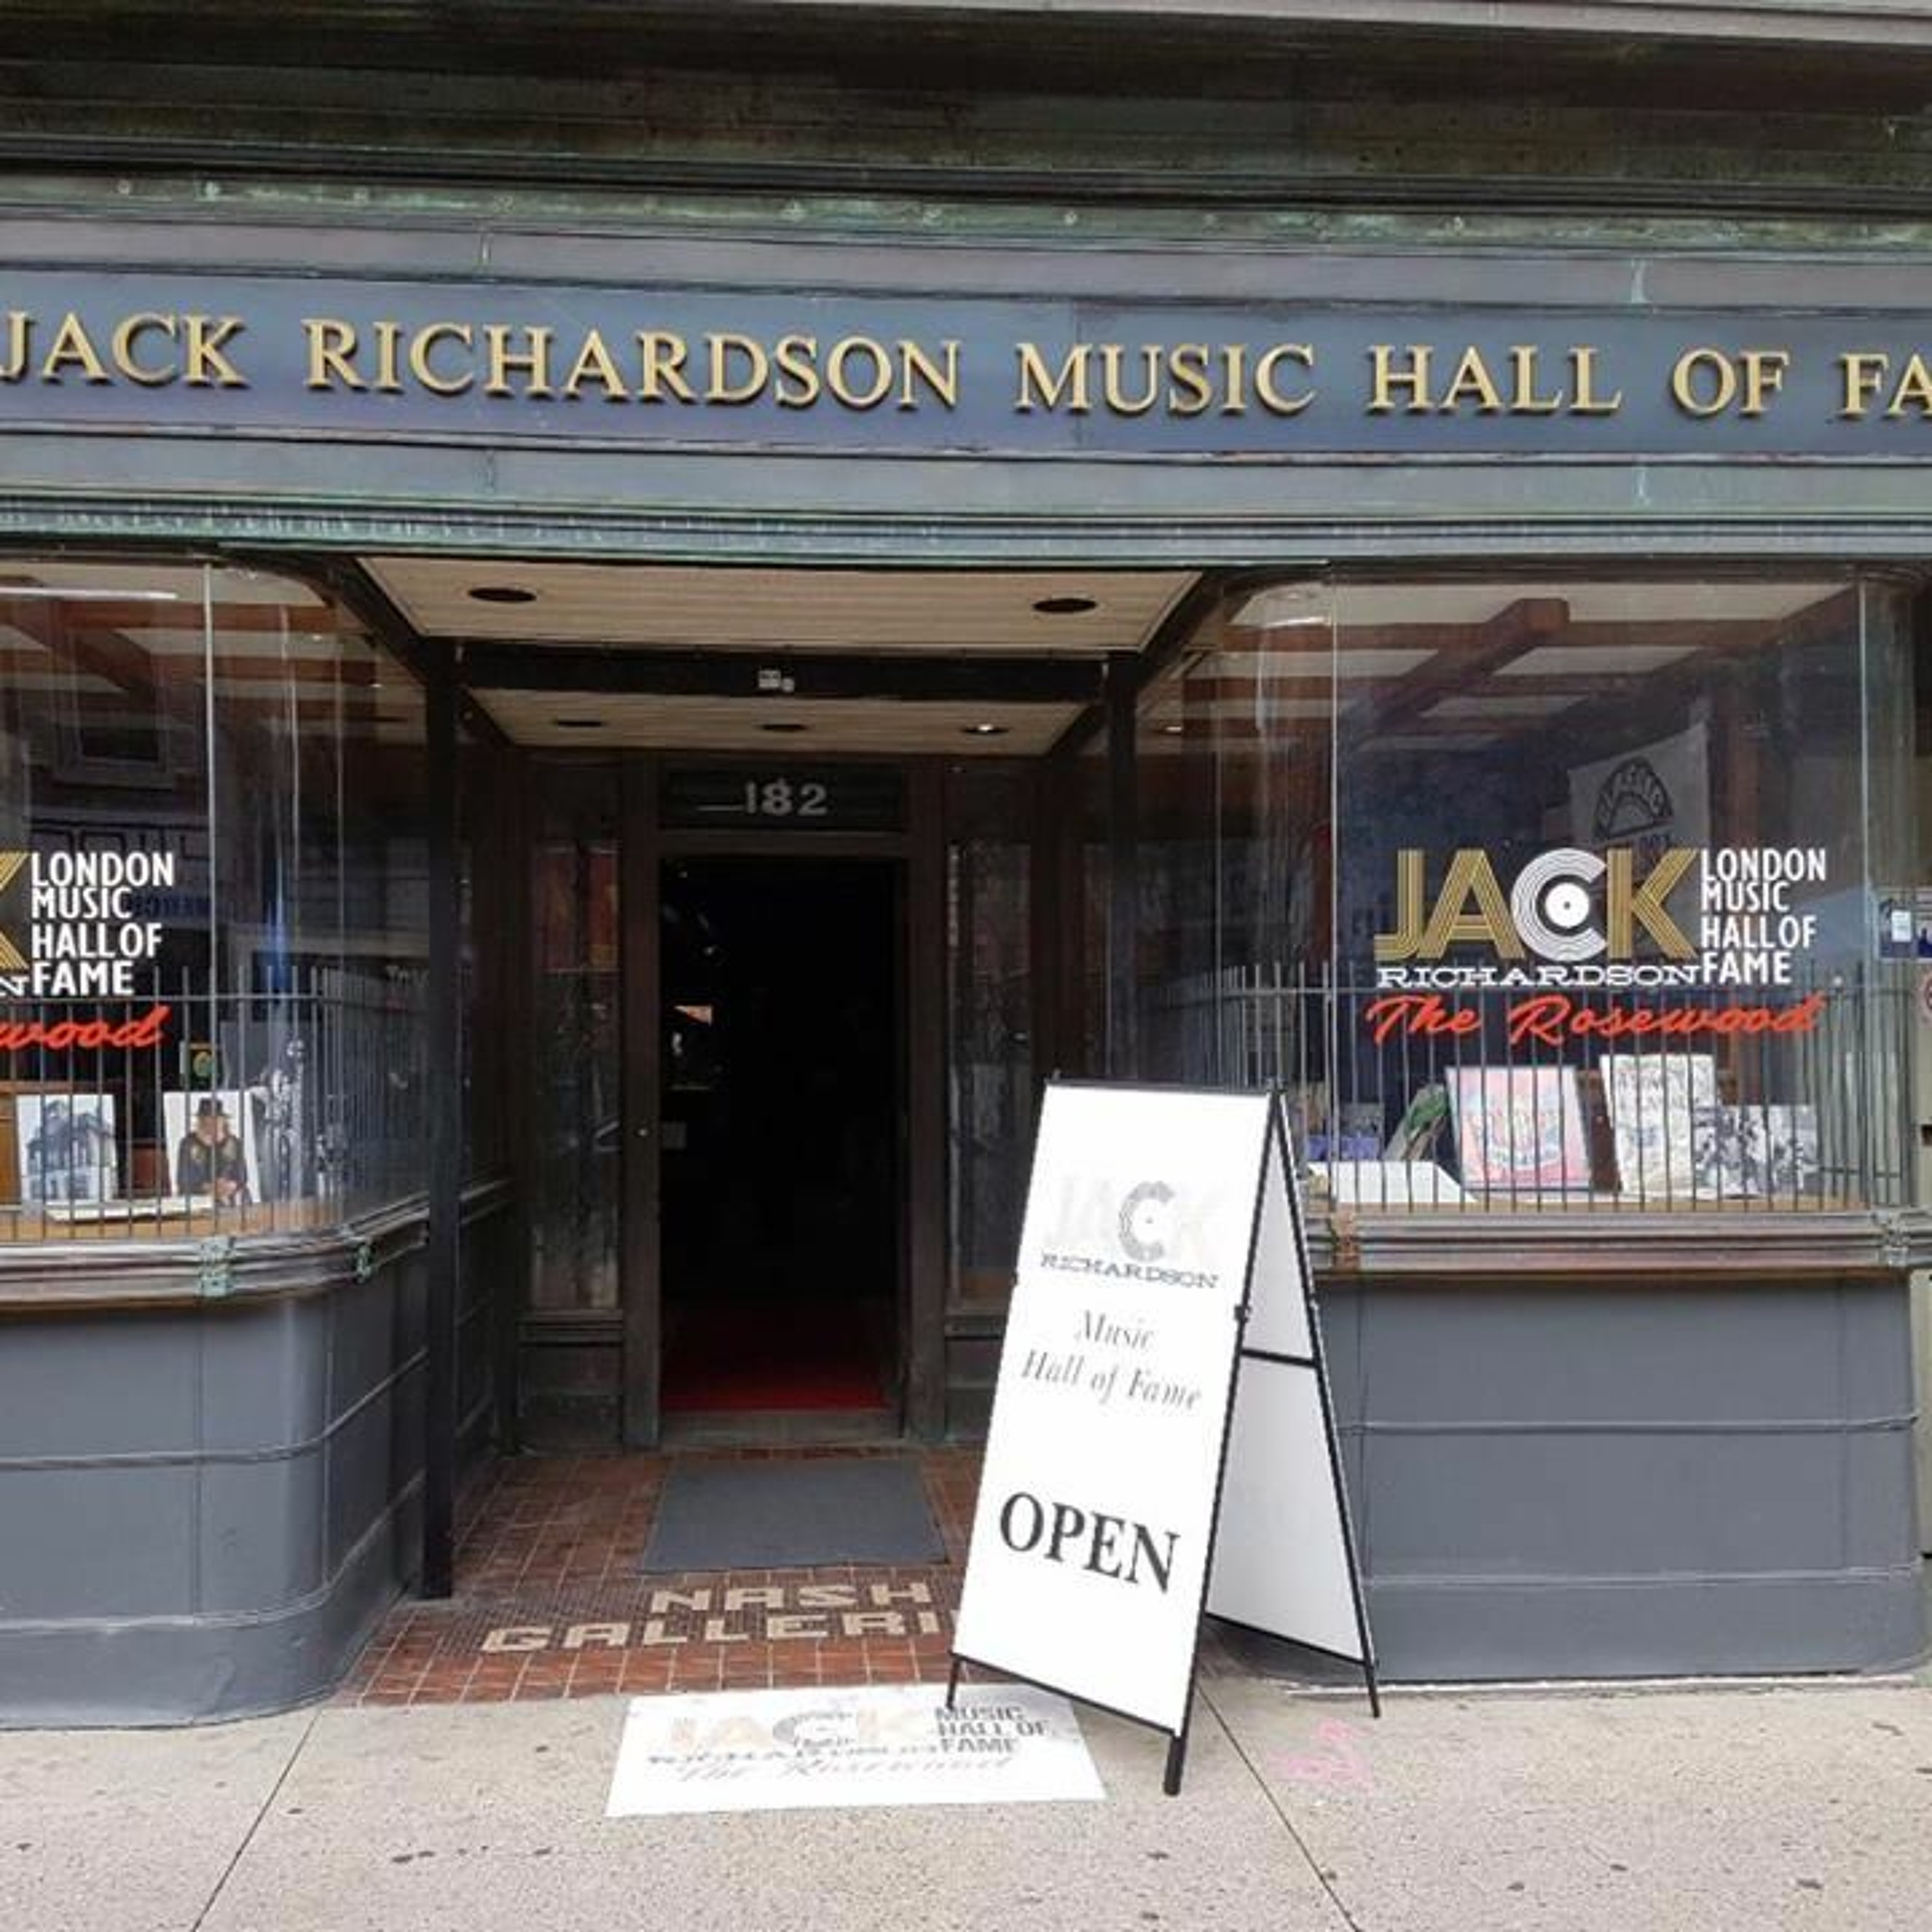 JACK RICHARDSON MUSIC HALL OF FA
182
K
LONDON
MUSIC
HALL OF
FAME
N
wood
JACK
RICHARDSON
LONDON
MUSIC
HALL OF
FAME
The Rosewood
JACK
RICHARDSON
Music
Hall of Fame
OPEN
NASH
GALLERI
JACK
RICHARDSON
MUSIC
HALL OF
FAME
The Rosewood